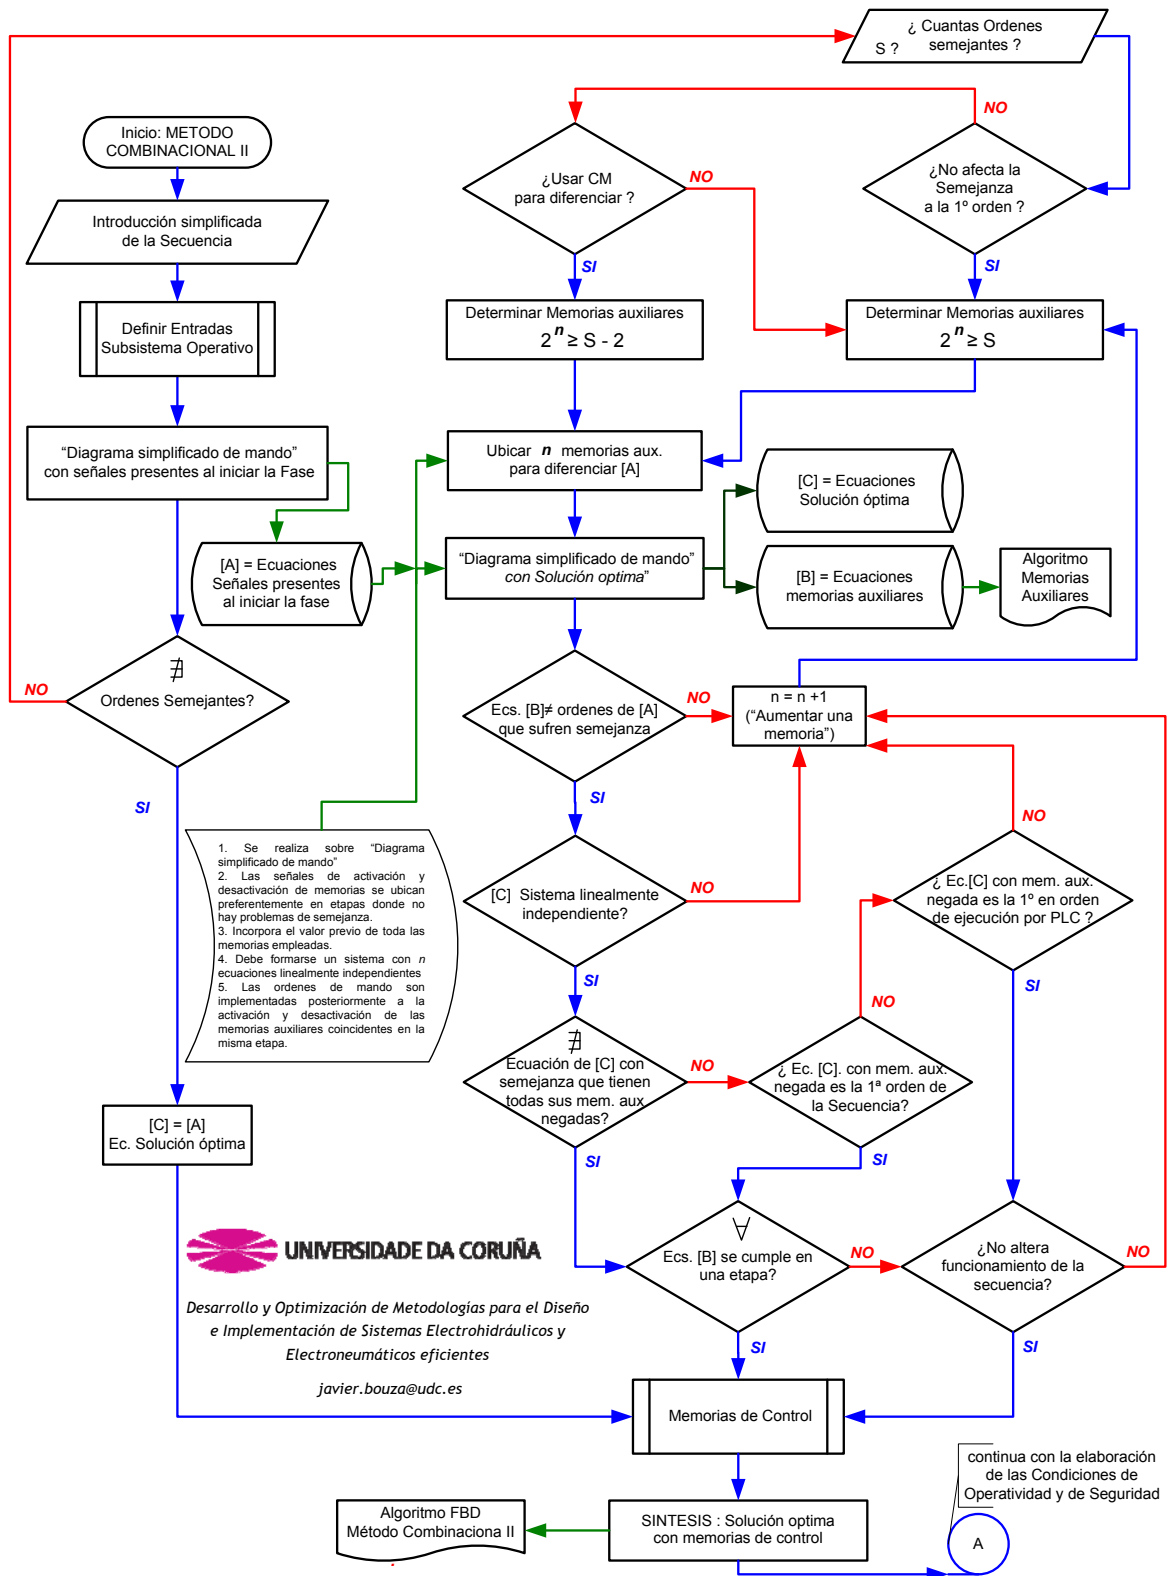 ¿ Cuantas Ordenes
S ? semejantes ?
Inicio: METODO
COMBINACIONAL II
Introducción simplificada
de la Secuencia
Definir Entradas
Subsistema Operativo
“Diagrama simplificado de mando”
con señales presentes al iniciar la Fase
[A] = Ecuaciones
Señales presentes
al iniciar la fase
∄
Ordenes Semejantes?
NO
SI
1. Se realiza sobre “Diagrama
simplificado de mando”
2. Las señales de activación y
desactivación de memorias se ubican
preferentemente en etapas donde no
hay problemas de semejanza.
3. Incorpora el valor previo de toda las
memorias empleadas.
4. Debe formarse un sistema con n
ecuaciones linealmente independientes
5. Las ordenes de mando son
implementadas posteriormente a la
activación y desactivación de las
memorias auxiliares coincidentes en la
misma etapa.
[C] = [A]
Ec. Solución óptima
NO
¿No afecta la
Semejanza
a la 1º orden ?
SI
¿Usar CM
para diferenciar ?
NO
SI
Determinar Memorias auxiliares
2ⁿ ≥ S - 2
Determinar Memorias auxiliares
2ⁿ ≥ S
Ubicar n memorias aux.
para diferenciar [A]
“Diagrama simplificado de mando”
con Solución optima”
[C] = Ecuaciones
Solución óptima
[B] = Ecuaciones
memorias auxiliares
Algoritmo
Memorias
Auxiliares
Ecs. [B]≠ ordenes de [A]
que sufren semejanza
NO
SI
n = n +1
(“Aumentar una
memoria”)
[C] Sistema linealmente
independiente?
NO
SI
∄
Ecuación de [C] con
semejanza que tienen
todas sus mem. aux
negadas?
NO
SI
¿ Ec. [C]. con mem. aux.
negada es la 1ª orden de
la Secuencia?
NO
SI
¿ Ec.[C] con mem. aux.
negada es la 1º en orden
de ejecución por PLC ?
NO
SI
∀
Ecs. [B] se cumple en
una etapa?
NO
SI
¿No altera
funcionamiento de la
secuencia?
NO
SI
UNIVERSIDADE DA CORUÑA
Desarrollo y Optimización de Metodologías para el Diseño
e Implementación de Sistemas Electrohidráulicos y
Electroneumáticos eficientes
javier.bouza@udc.es
Memorias de Control
SINTESIS : Solución optima
con memorias de control
Algoritmo FBD
Método Combinaciona II
continua con la elaboración
de las Condiciones de
Operatividad y de Seguridad
A